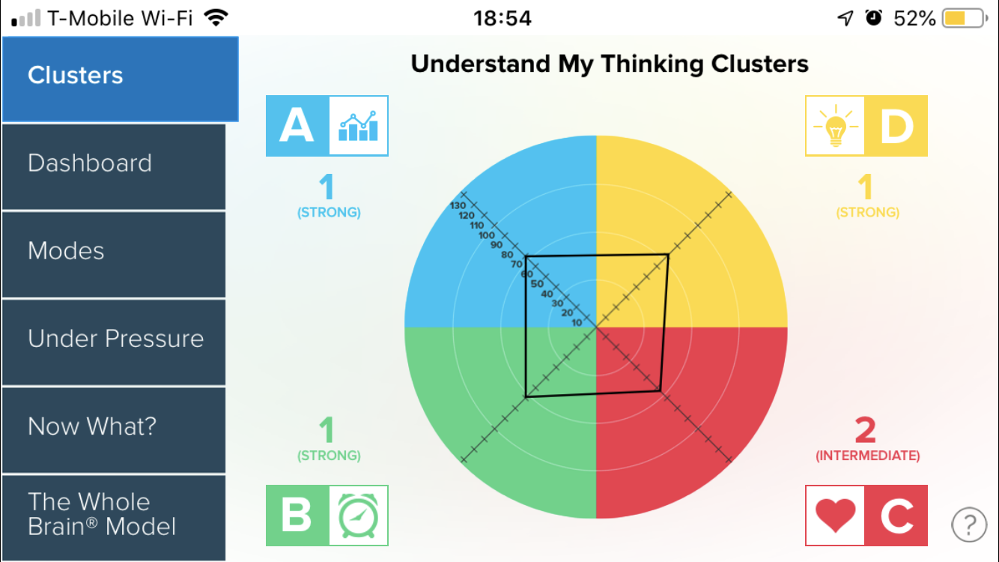 T-Mobile Wi-Fi 18:54 52%
Clusters
Dashboard
Modes
Under Pressure
Now What?
The Whole
Brain® Model
Understand My Thinking Clusters
A
1
(STRONG)
D
1
(STRONG)
130
120
110
100
90
80
70
60
50
40
30
20
10
1
(STRONG)
B
2
(INTERMEDIATE)
C
?